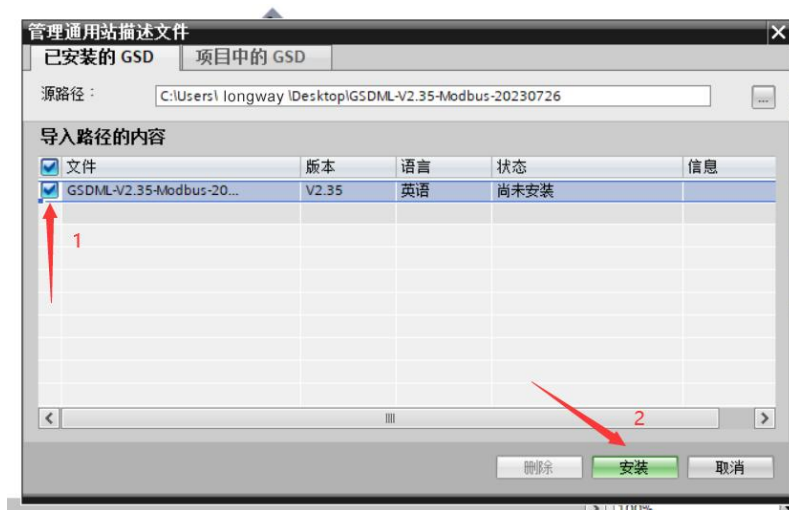 管理通用站描述文件
已安装的 GSD 项目中的 GSD
源路径： C:\Users\ longway \Desktop\GSDML-V2.35-Modbus-20230726 ...
导入路径的内容
文件 版本 语言 状态 信息
GSDML-V2.35-Modbus-20... V2.35 英语 尚未安装
1
2
删除 安装 取消
100%